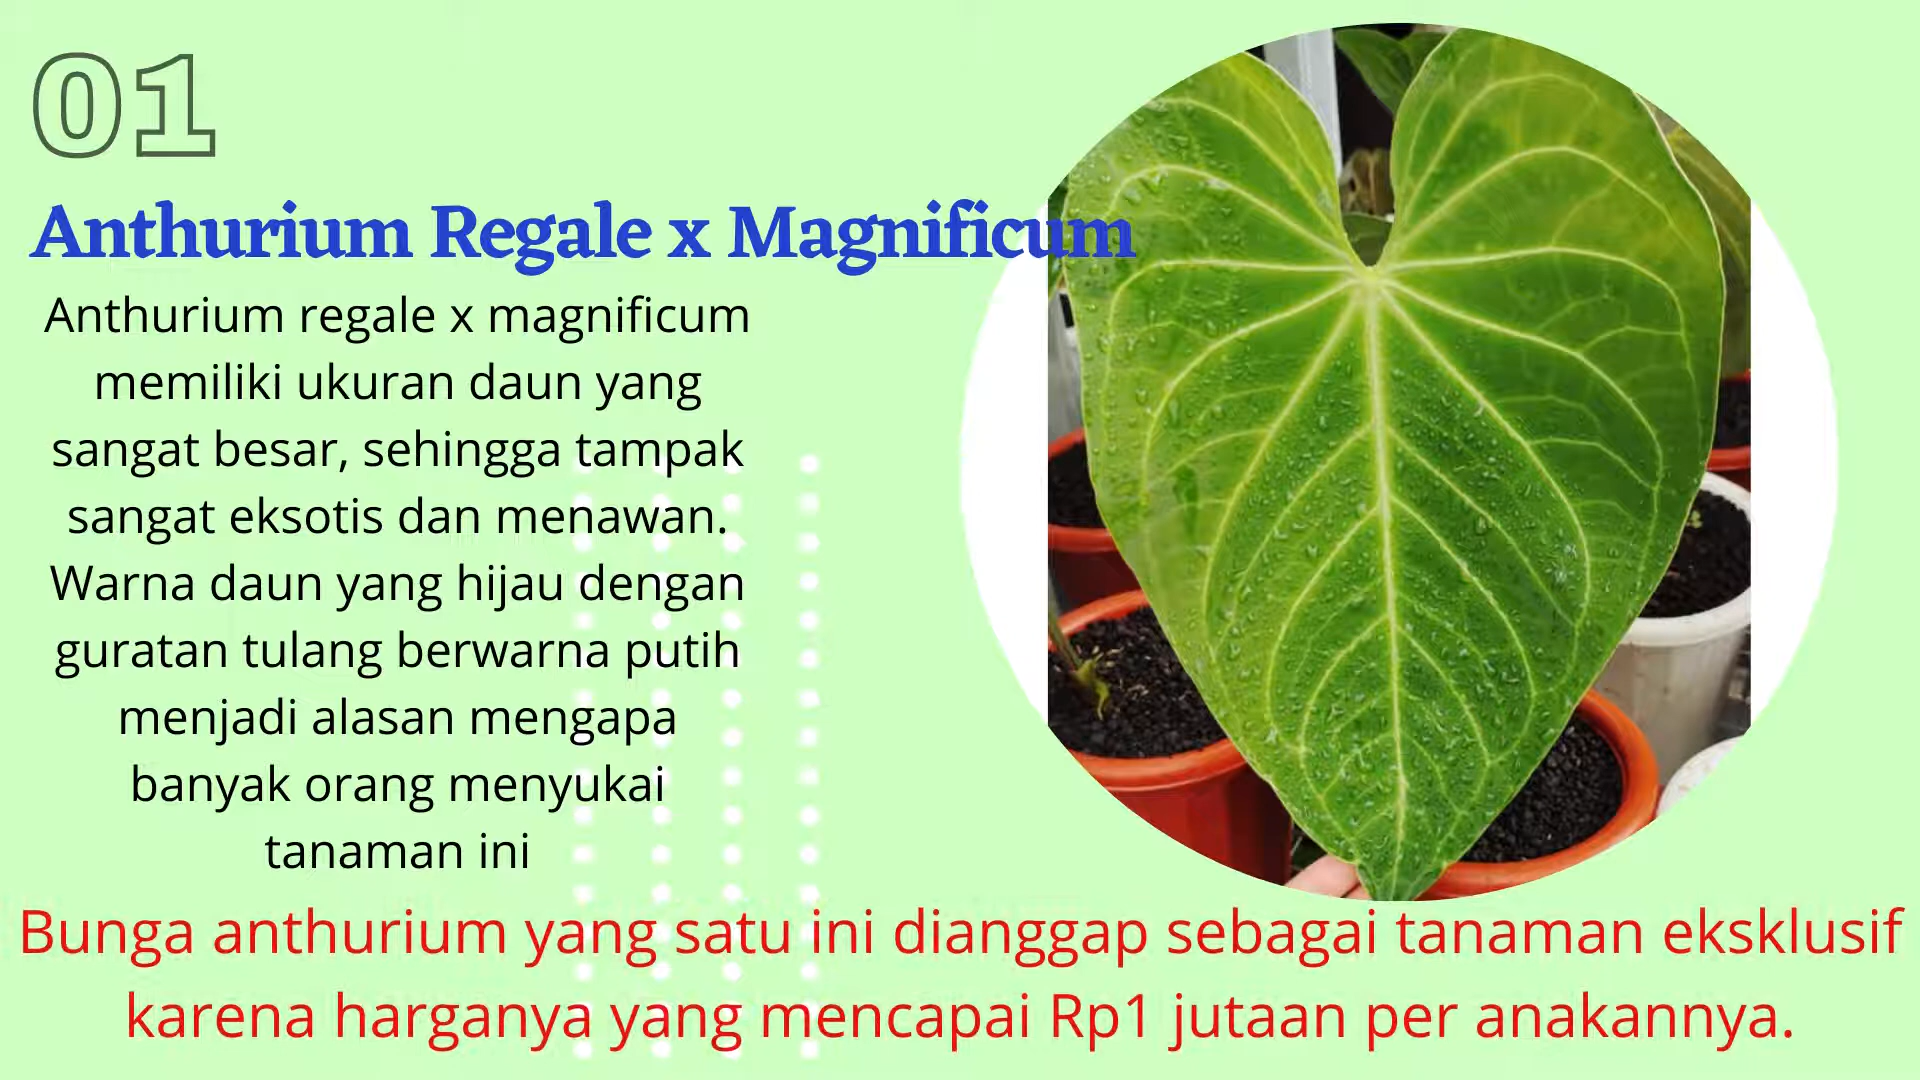 01
Anthurium Regale x Magnificum
Anthurium regale x magnificum
memiliki ukuran daun yang
sangat besar, sehingga tampak
sangat eksotis dan menawan.
Warna daun yang hijau dengan
guratan tulang berwarna putih
menjadi alasan mengapa
banyak orang menyukai
tanaman ini
Bunga anthurium yang satu ini dianggap sebagai tanaman eksklusif
karena harganya yang mencapai Rp1 jutaan per anakannya.